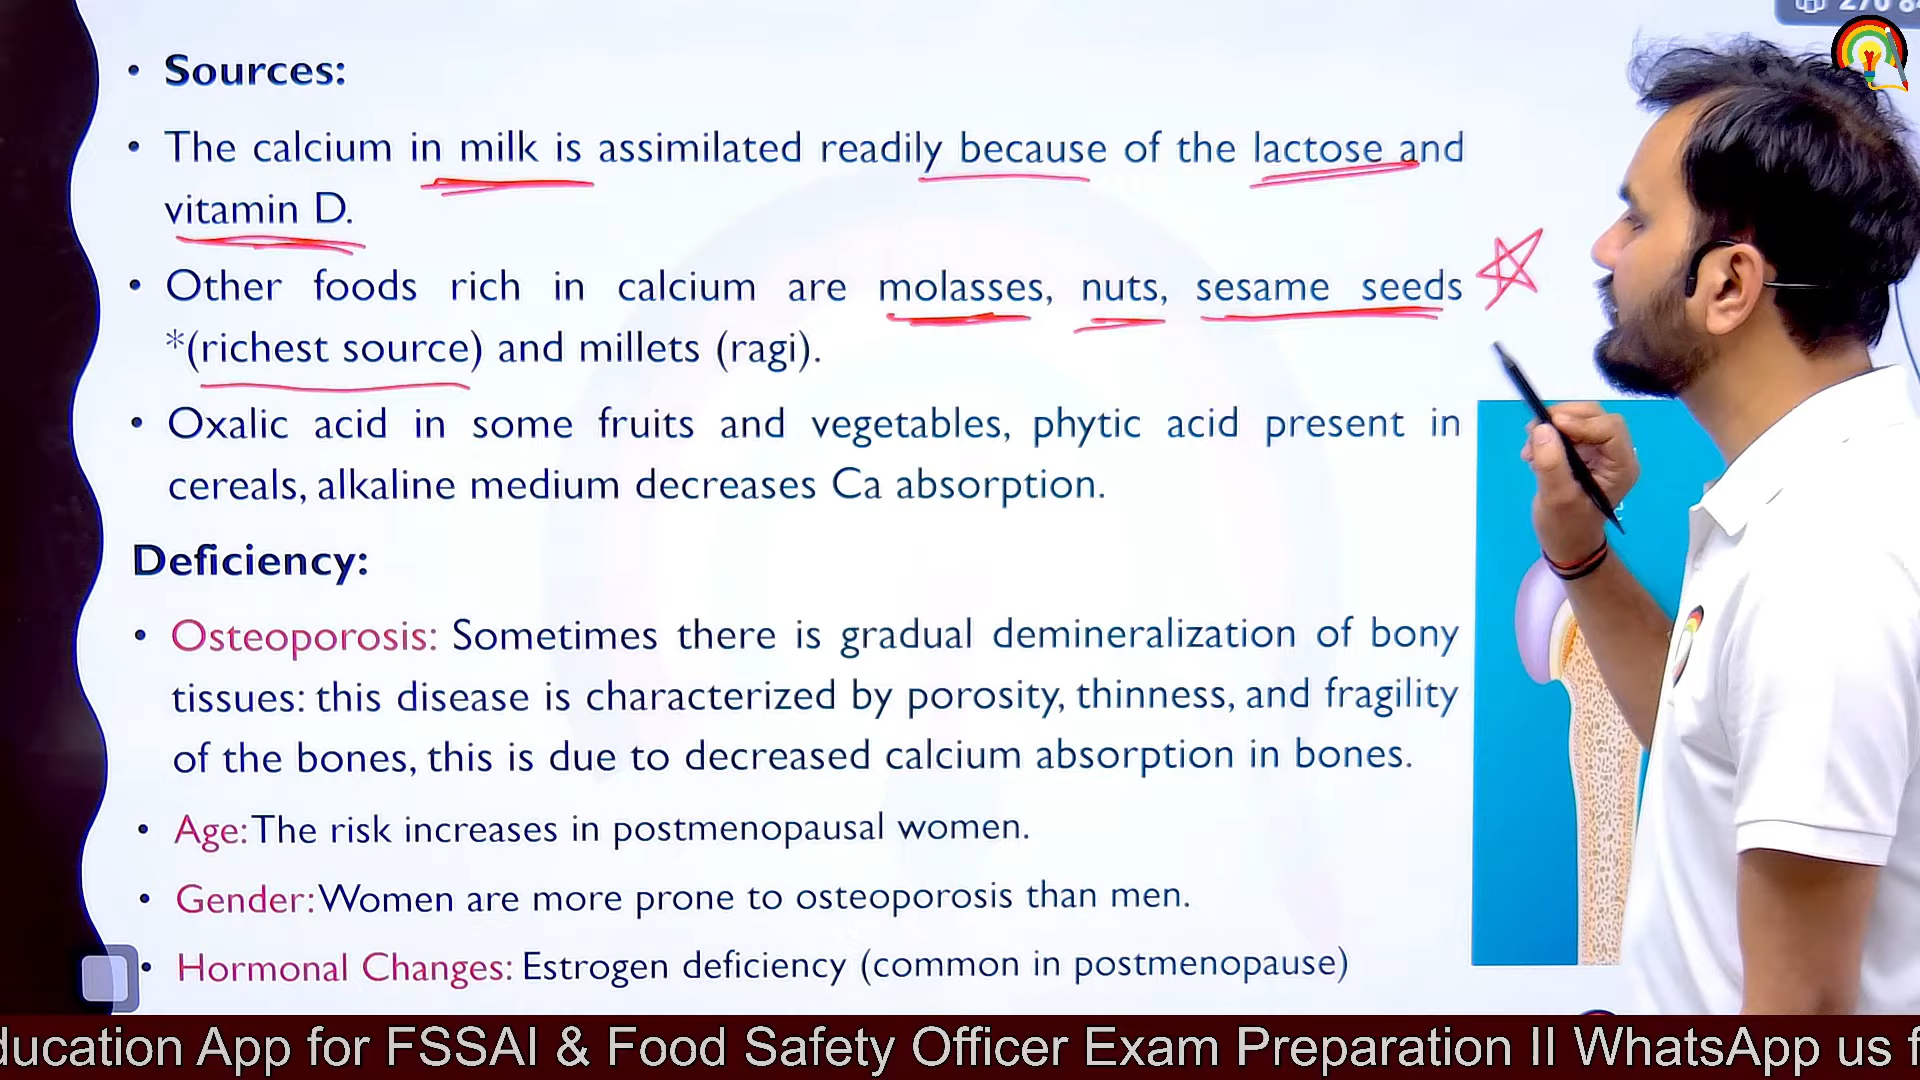 270 8
• Sources:
• The calcium in milk is assimilated readily because of the lactose and
vitamin D.
• Other foods rich in calcium are molasses, nuts, sesame seeds
*(richest source) and millets (ragi).
• Oxalic acid in some fruits and vegetables, phytic acid present in
cereals, alkaline medium decreases Ca absorption.
Deficiency:
• Osteoporosis: Sometimes there is gradual demineralization of bony
tissues: this disease is characterized by porosity, thinness, and fragility
of the bones, this is due to decreased calcium absorption in bones.
• Age: The risk increases in postmenopausal women.
• Gender: Women are more prone to osteoporosis than men.
• Hormonal Changes: Estrogen deficiency (common in postmenopause)
ducation App for FSSAI & Food Safety Officer Exam Preparation II WhatsApp us f